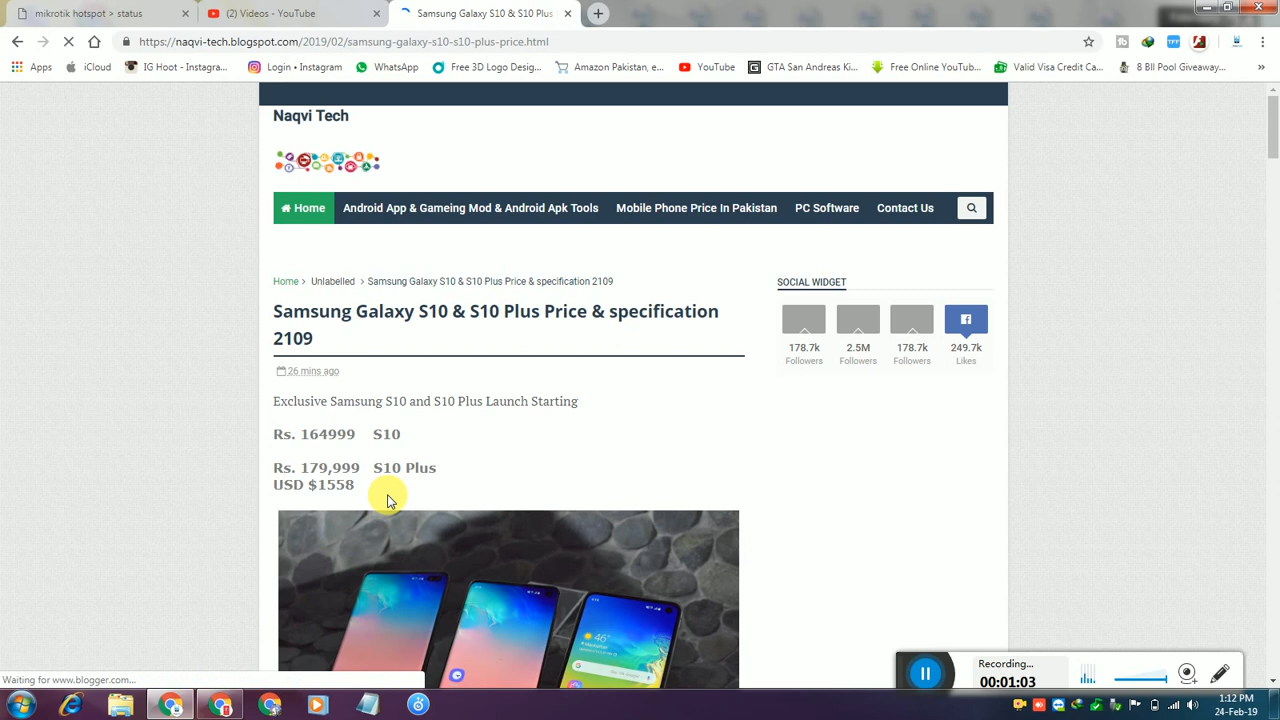 mikrotik hotspot > status
(2) Videos - YouTube
Samsung Galaxy S10 & S10 Plus
https://naqvi-tech.blogspot.com/2019/02/samsung-galaxy-s10-s10-plus-price.html
Apps
iCloud
IG Hoot - Instagra...
Login • Instagram
WhatsApp
Free 3D Logo Desig...
Amazon Pakistan, e...
YouTube
GTA San Andreas Ki...
Free Online YouTub...
Valid Visa Credit Ca...
8 Bll Pool Giveaway...
Naqvi Tech
Home
Android App & Gameing Mod & Android Apk Tools
Mobile Phone Price In Pakistan
PC Software
Contact Us
Home › Unlabelled › Samsung Galaxy S10 & S10 Plus Price & specification 2109
SOCIAL WIDGET
Samsung Galaxy S10 & S10 Plus Price & specification
2109
178.7k 2.5M 178.7k 249.7k
Followers Followers Followers Likes
26 mins ago
Exclusive Samsung S10 and S10 Plus Launch Starting
Rs. 164999 S10
Rs. 179,999 S10 Plus
USD $1558
46°
Recording...
00:01:03
Waiting for www.blogger.com...
1:12 PM
24-Feb-19